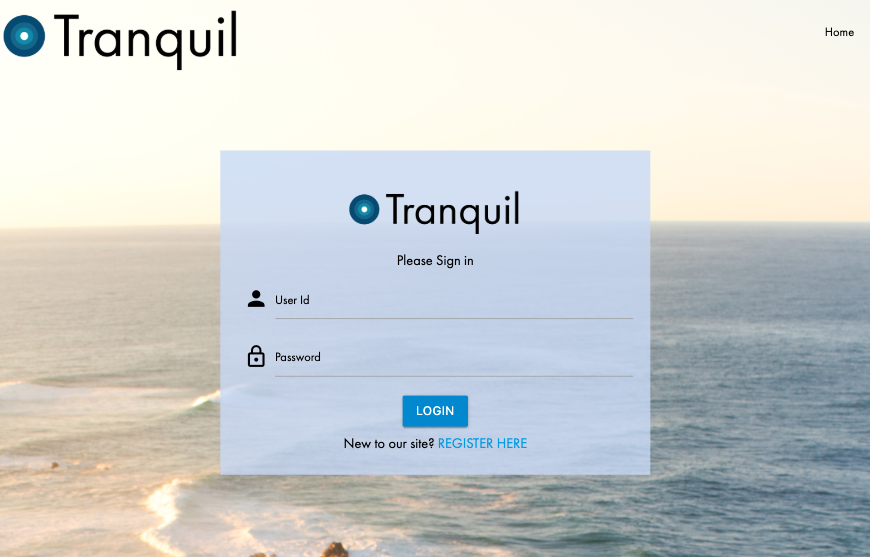 Tranquil
Home
Tranquil
Please Sign in
User Id
Password
LOGIN
New to our site? REGISTER HERE